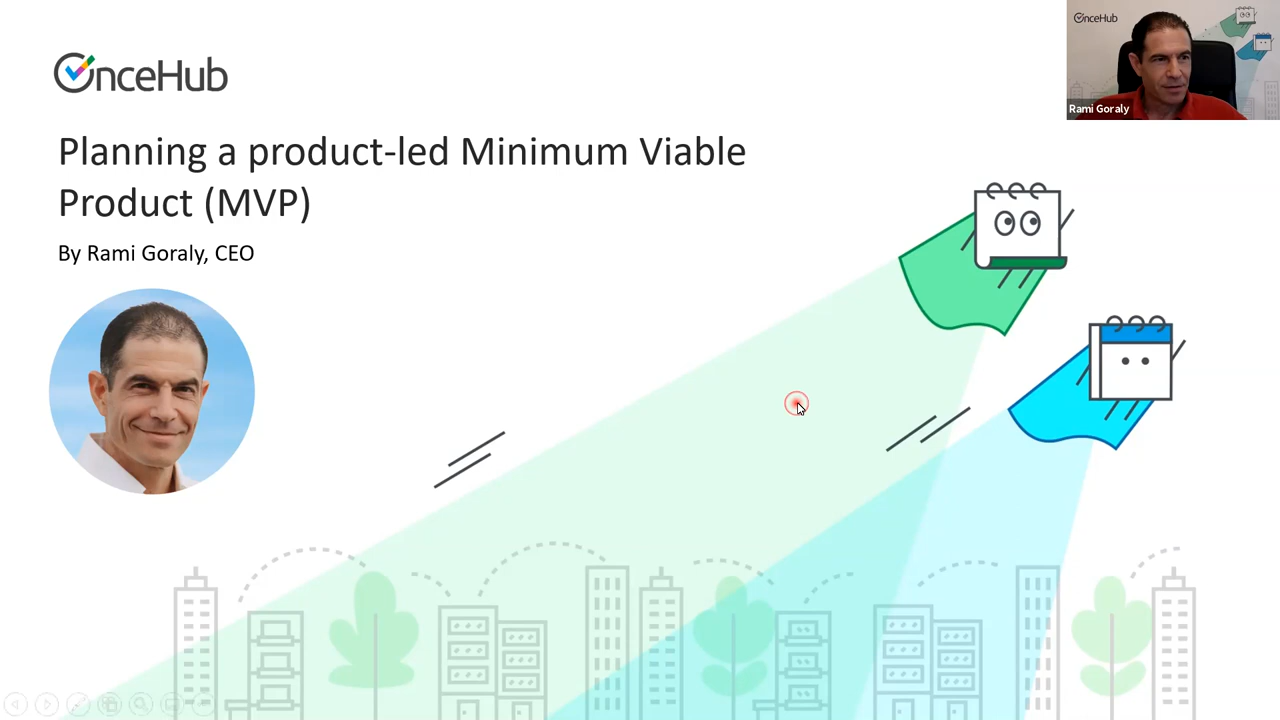 OnceHub
Planning a product-led Minimum Viable
Product (MVP)
By Rami Goraly, CEO
OnceHub
Rami Goraly